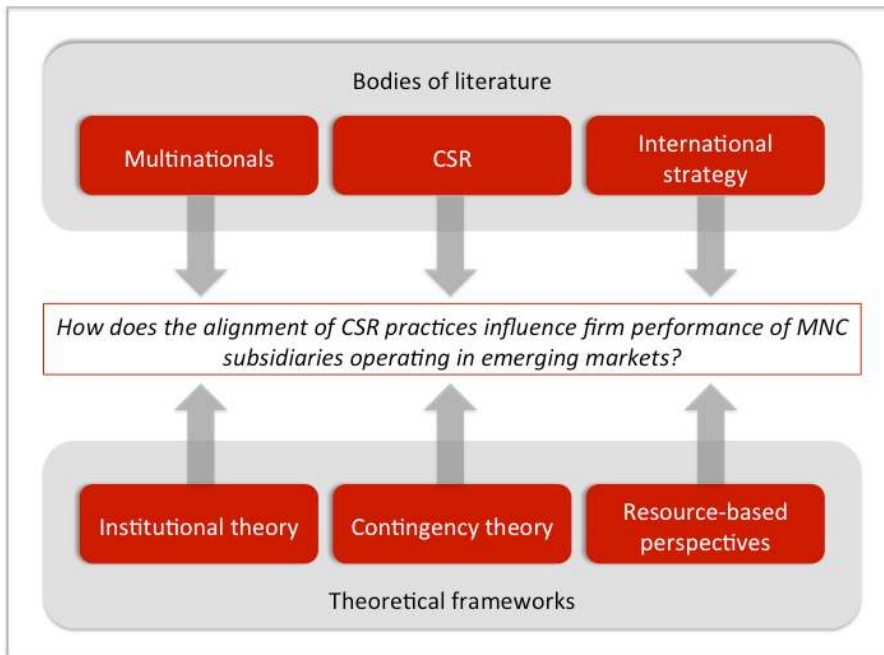 Bodies of literature
Multinationals
CSR
International
strategy
How does the alignment of CSR practices influence firm performance of MNC
subsidiaries operating in emerging markets?
Institutional theory
Contingency theory
Resource-based
perspectives
Theoretical frameworks